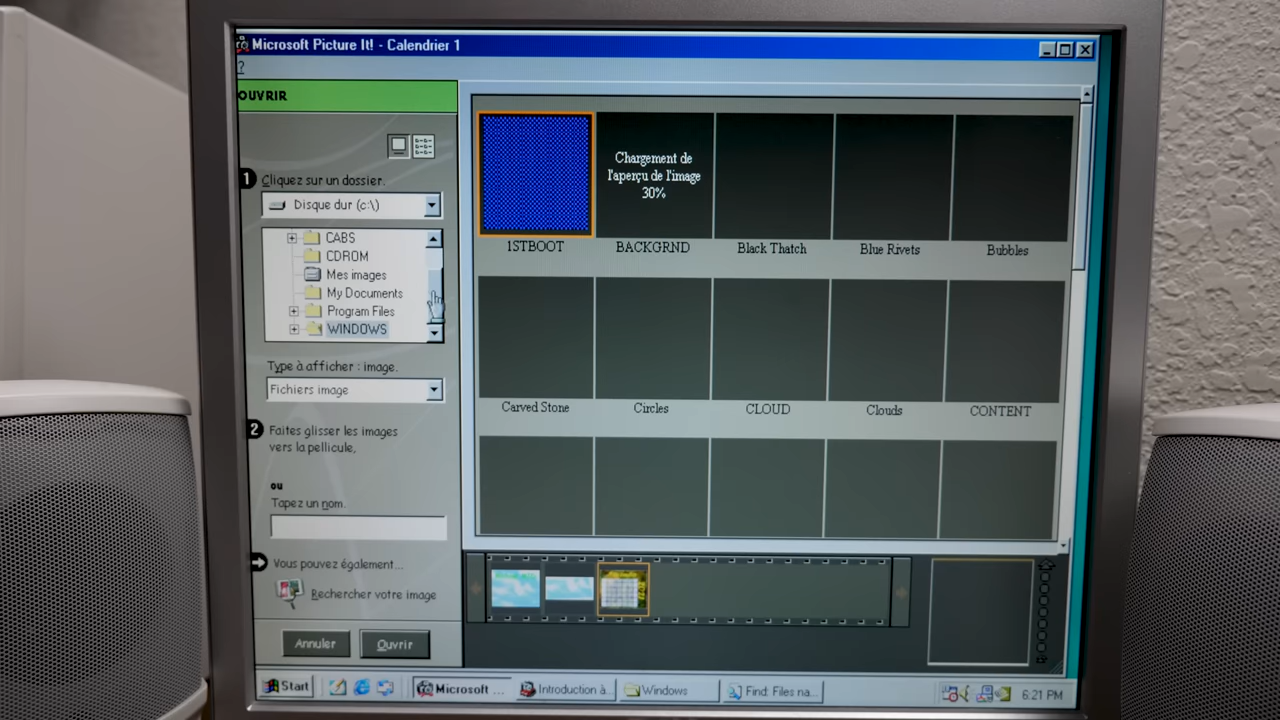 Microsoft Picture It! - Calendrier 1
?
OUVRIR
1 Cliquez sur un dossier.
Disque dur (c:\)
CABS
CDROM
Mes images
My Documents
Program Files
WINDOWS
Type à afficher : image.
Fichiers image
2 Faites glisser les images
vers la pellicule,
ou
Tapez un nom.
Vous pouvez également...
Rechercher votre image
Annuler Ouvrir
Chargement de
l'aperçu de l'image
30%
1STBOOT BACKGRND Black Thatch Blue Rivets Bubbles
Carved Stone Circles CLOUD Clouds CONTENT
Start Microsoft ... Introduction à... Windows Find: Files na... 6:21 PM